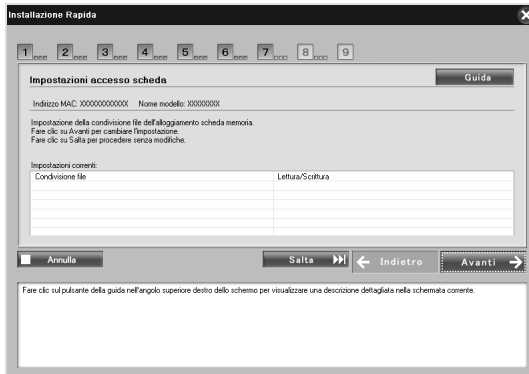 Installazione Rapida
1 2 3 4 5 6 7 8 9
Impostazioni accesso scheda
Guida
Indirizzo MAC: XXXXXXXXXXXX Nome modello: XXXXXXXX
Impostazione della condivisione file dell'alloggiamento scheda memoria.
Fare clic su Avanti per cambiare l'impostazione.
Fare clic su Salta per procedere senza modifiche.
Impostazioni correnti:
Condivisione file Lettura/Scrittura
Annulla Salta Indietro Avanti
Fare clic sul pulsante della guida nell'angolo superiore destro dello schermo per visualizzare una descrizione dettagliata nella schermata corrente.